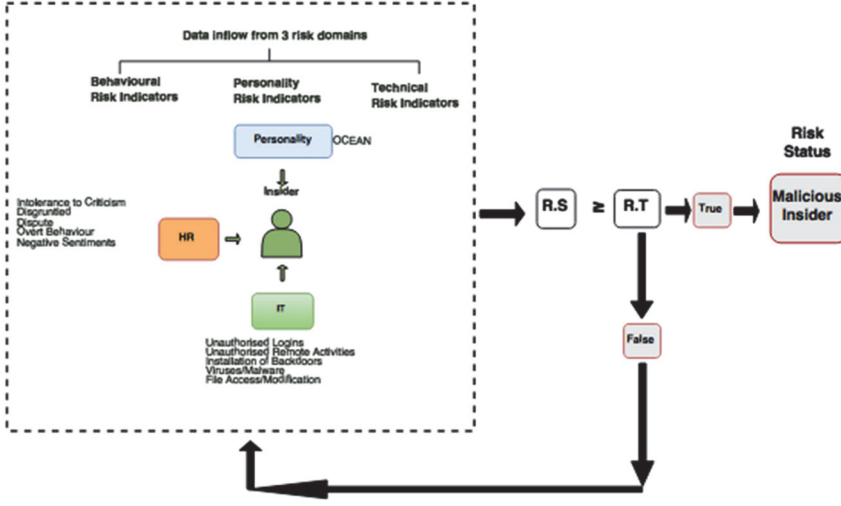 Data inflow from 3 risk domains
Behavioural
Risk Indicators
Personality
Risk Indicators
Technical
Risk Indicators
Personality
OCEAN
Insider
Intolerance to Criticism
Disgruntled
Dispute
Overt Behaviour
Negative Sentiments
HR
IT
Unauthorised Logins
Unauthorised Remote Activities
Installation of Backdoors
Viruses/Malware
File Access/Modification
R.S
≥
R.T
True
False
Risk
Status
Malicious
Insider